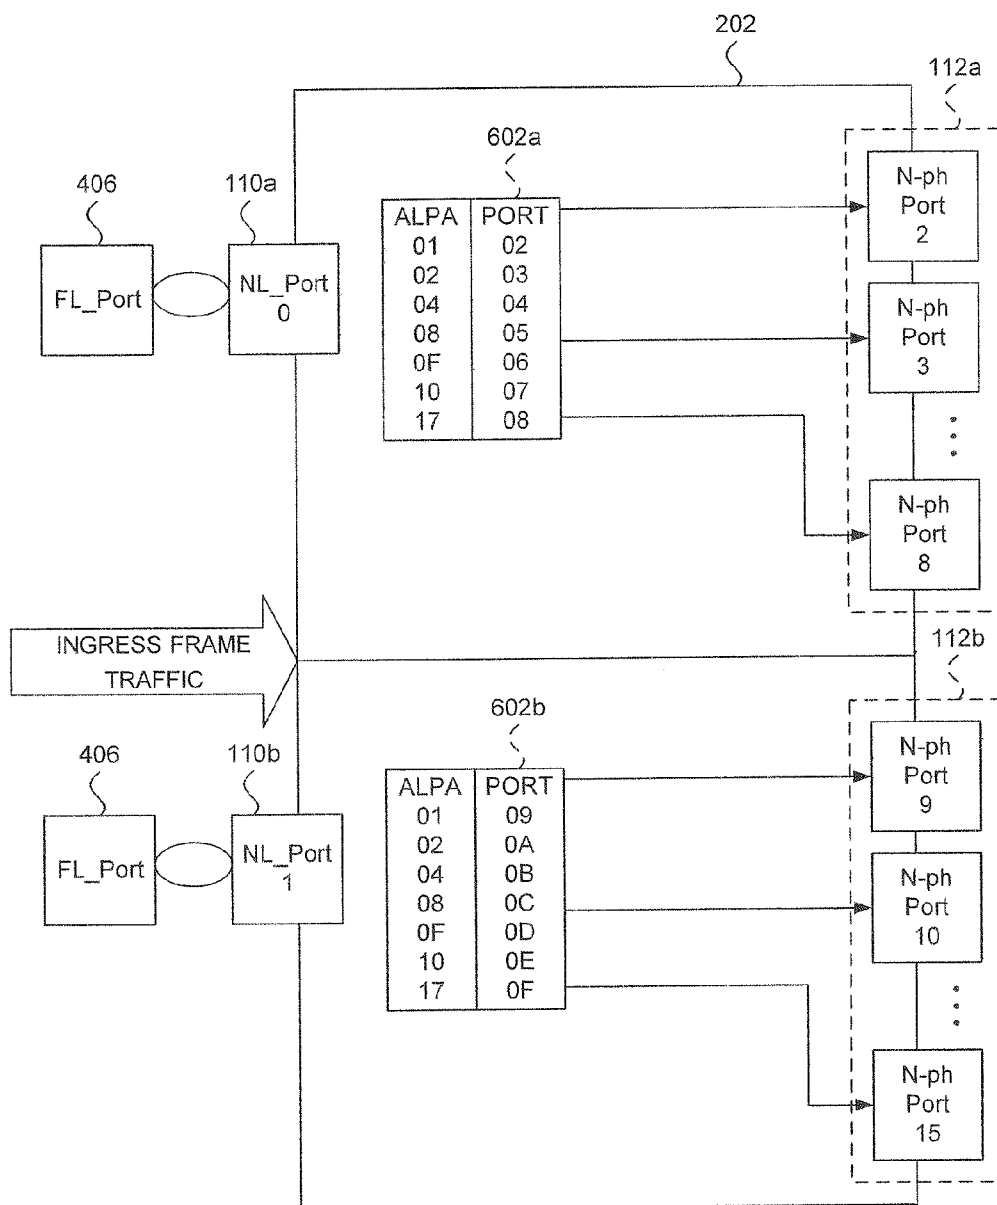 202
112a
602a
406
110a
FL_Port
NL_Port
0
ALPA PORT
01 02
02 03
04 04
08 05
0F 06
10 07
17 08
N-ph
Port
2
N-ph
Port
3
N-ph
Port
8
INGRESS FRAME
TRAFFIC
112b
602b
406
110b
FL_Port
NL_Port
1
ALPA PORT
01 09
02 0A
04 0B
08 0C
0F 0D
10 0E
17 0F
N-ph
Port
9
N-ph
Port
10
N-ph
Port
15